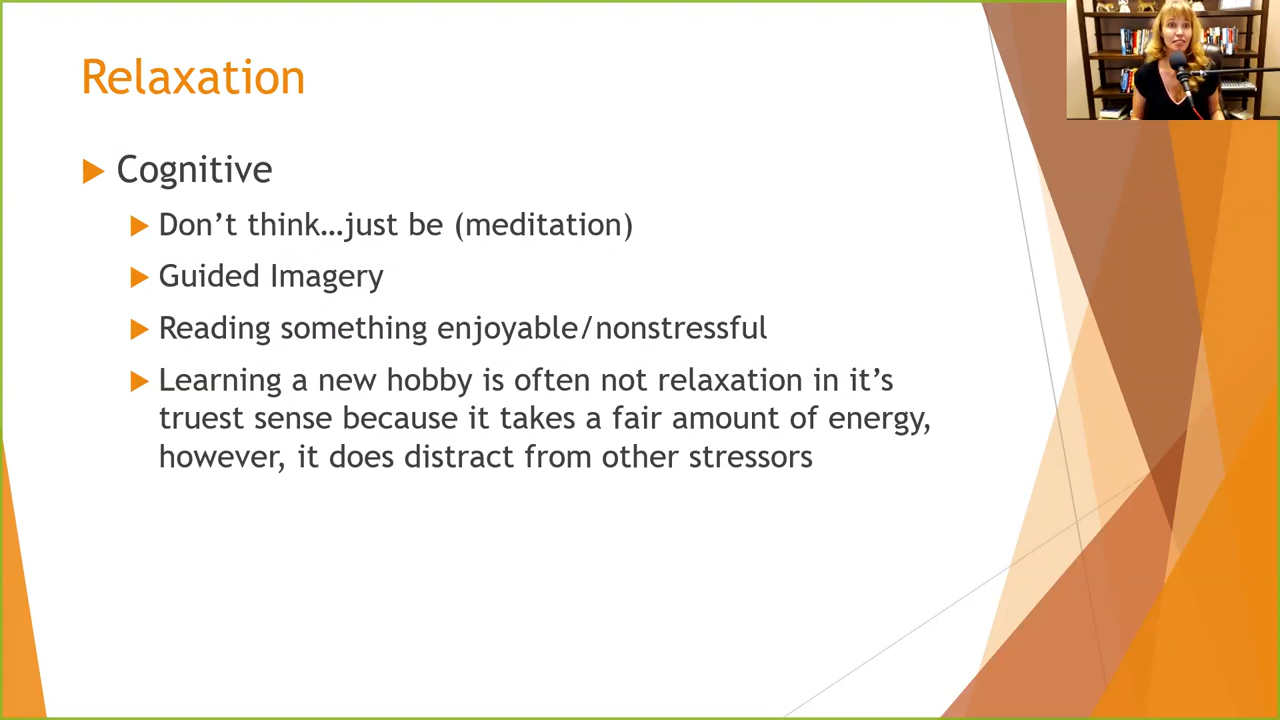 Relaxation
Cognitive
Don’t think…just be (meditation)
Guided Imagery
Reading something enjoyable/nonstressful
Learning a new hobby is often not relaxation in it’s
truest sense because it takes a fair amount of energy,
however, it does distract from other stressors